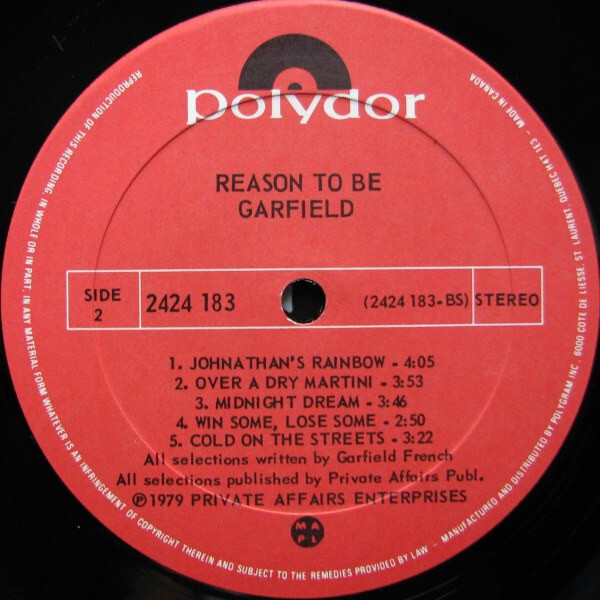 polydor
REASON TO BE
GARFIELD
SIDE 2
2424 183
(2424 183-BS)
STEREO
1. JOHNATHAN'S RAINBOW - 4:05
2. OVER A DRY MARTINI - 3:53
3. MIDNIGHT DREAM - 3:46
4. WIN SOME, LOSE SOME - 2:50
5. COLD ON THE STREETS - 3:22
All selections written by Garfield French
All selections published by Private Affairs Publ.
Ⓟ1979 PRIVATE AFFAIRS ENTERPRISES
M A P L
REPRODUCTION OF THIS RECORDING, IN WHOLE OR IN PART, IN ANY MATERIAL FORM WHATEVER IS AN INFRINGEMENT OF COPYRIGHT THEREIN AND SUBJECT TO THE REMEDIES PROVIDED BY LAW - MANUFACTURED AND DISTRIBUTED BY POLYGRAM INC. 6000 COTE DE LIESSE, ST. LAURENT, QUEBEC H4T 1E3 - MADE IN CANADA